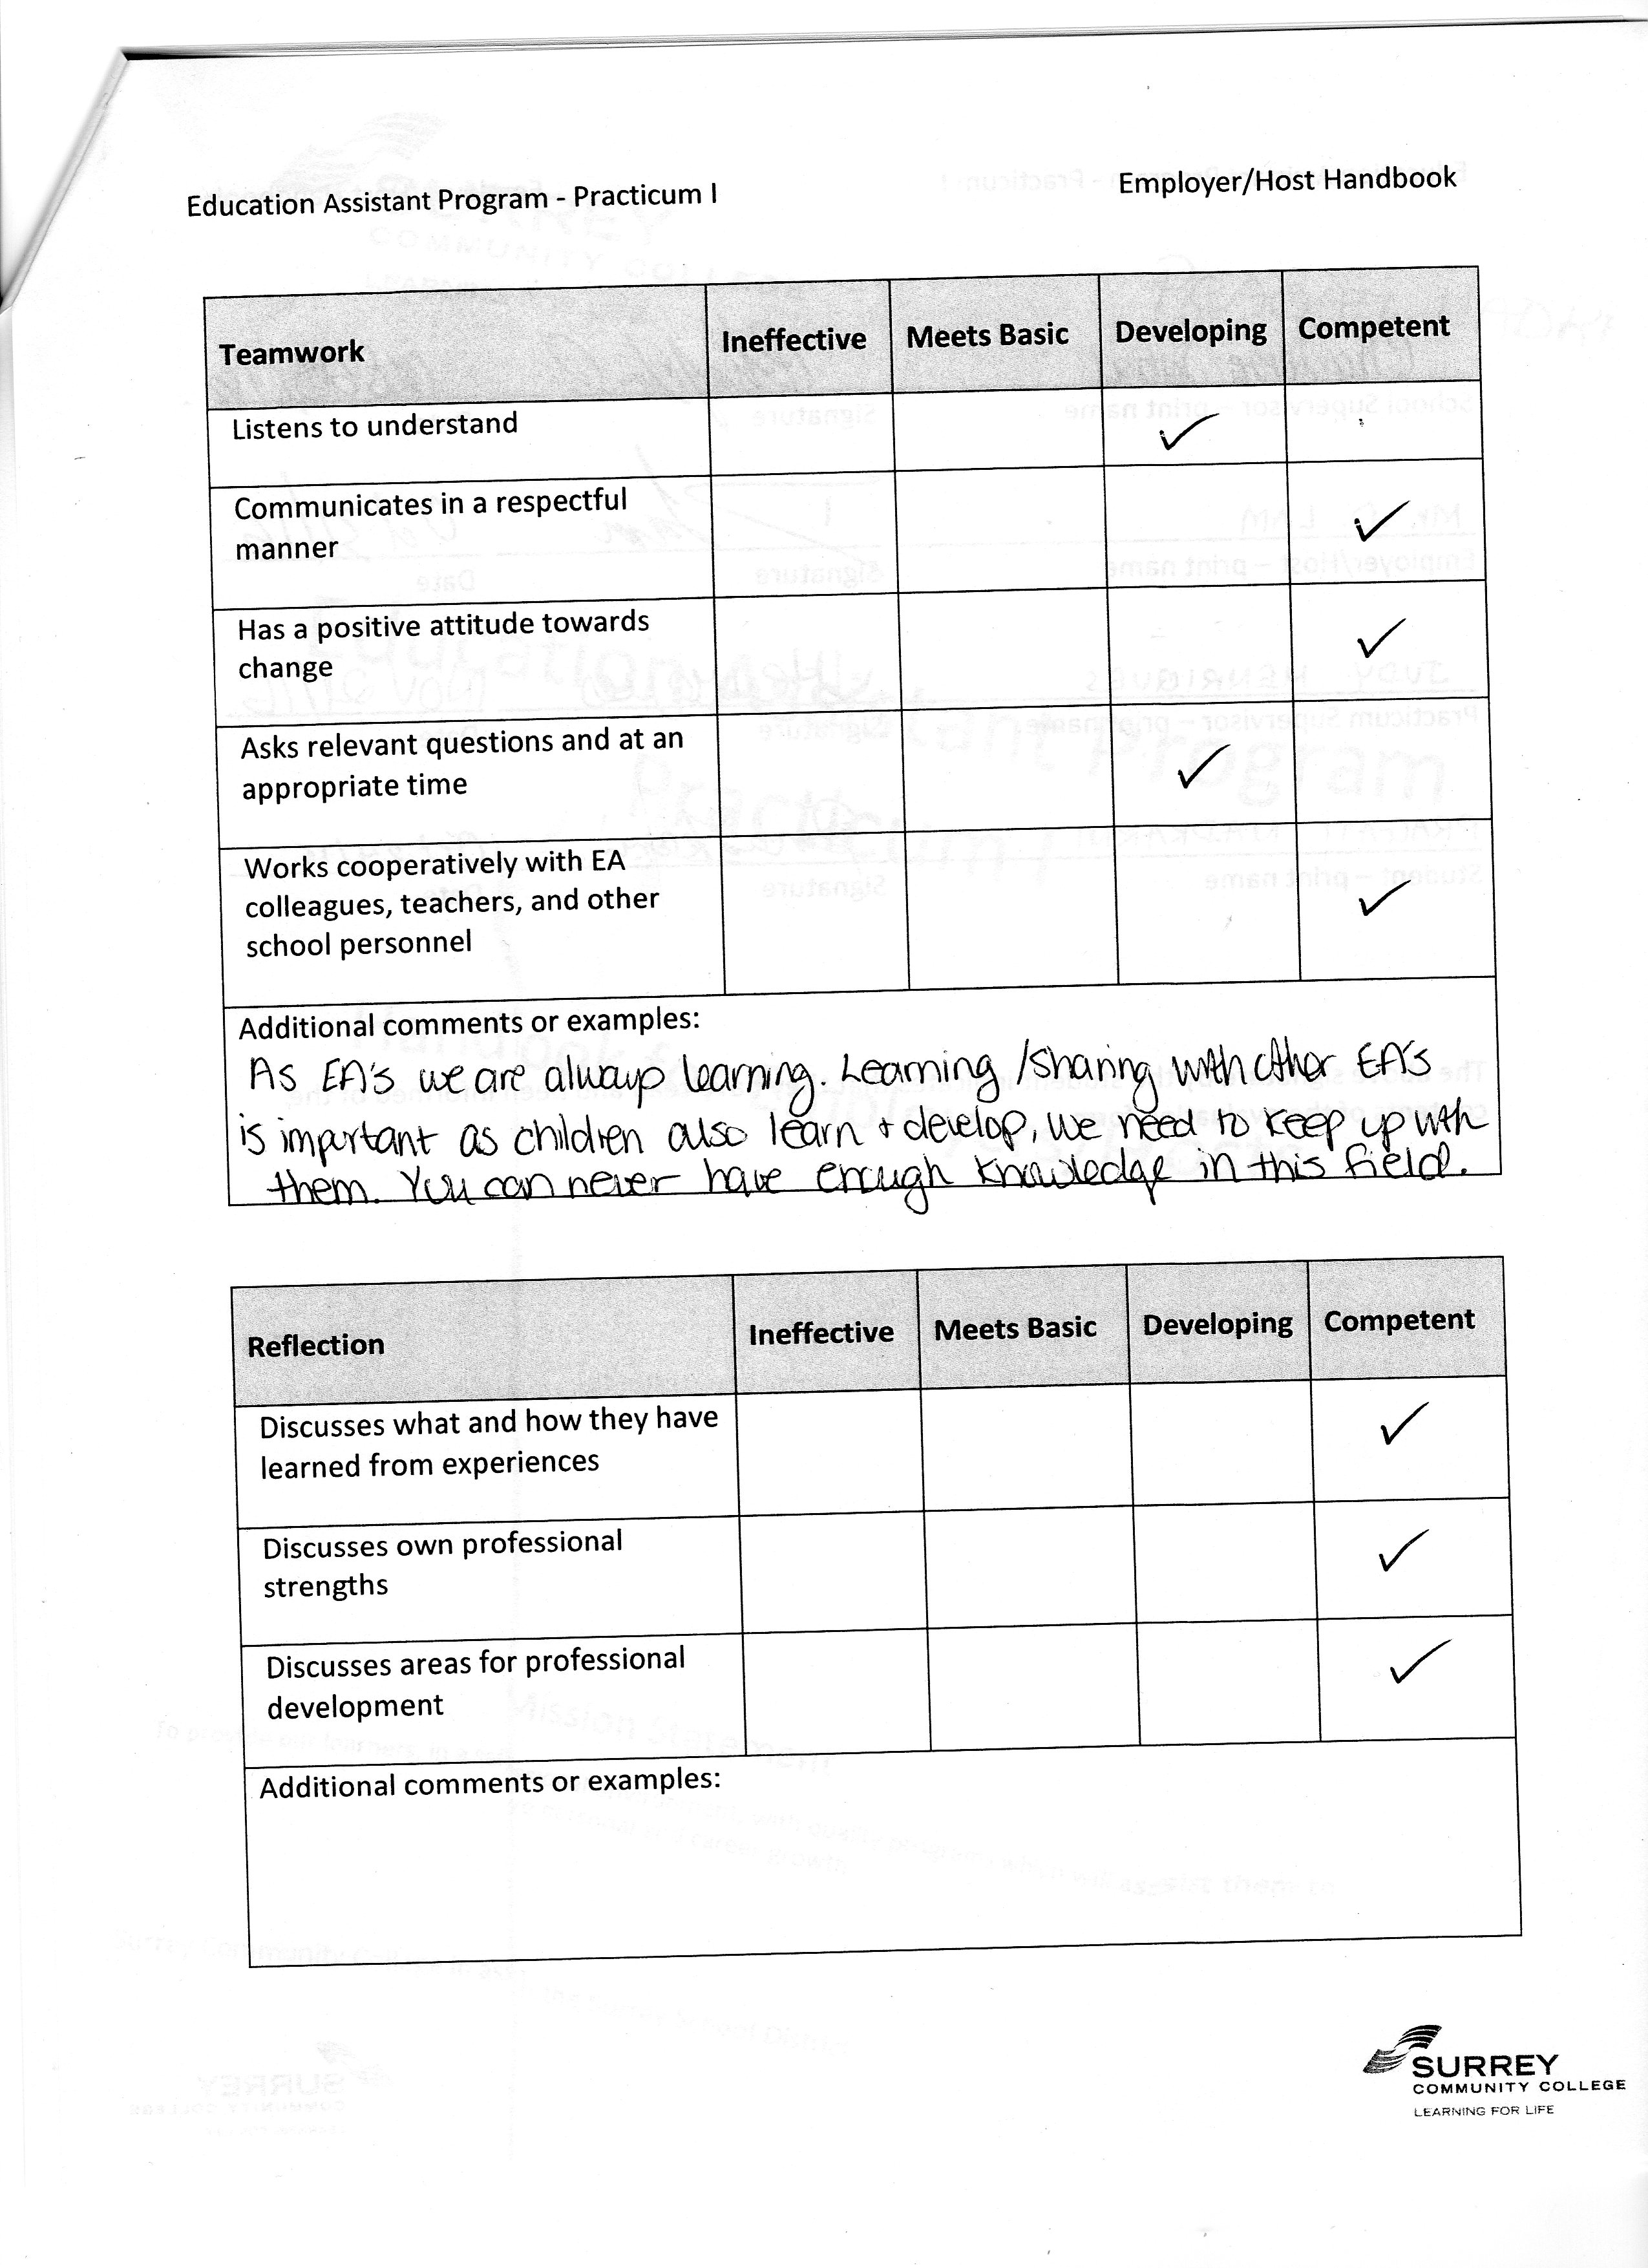 Education Assistant Program - Practicum I
Employer/Host Handbook
Teamwork
Ineffective
Meets Basic
Developing
Competent
Listens to understand
✓
Communicates in a respectful
manner
✓
Has a positive attitude towards
change
✓
Asks relevant questions and at an
appropriate time
✓
Works cooperatively with EA
colleagues, teachers, and other
school personnel
✓
Additional comments or examples:
As EA's we are always learning. Learning /sharing with other EA's
is important as children also learn + develop, we need to keep up with
them. You can never have enough knowledge in this field.
Reflection
Ineffective
Meets Basic
Developing
Competent
Discusses what and how they have
learned from experiences
✓
Discusses own professional
strengths
✓
Discusses areas for professional
development
✓
Additional comments or examples:
SURREY
COMMUNITY COLLEGE
LEARNING FOR LIFE